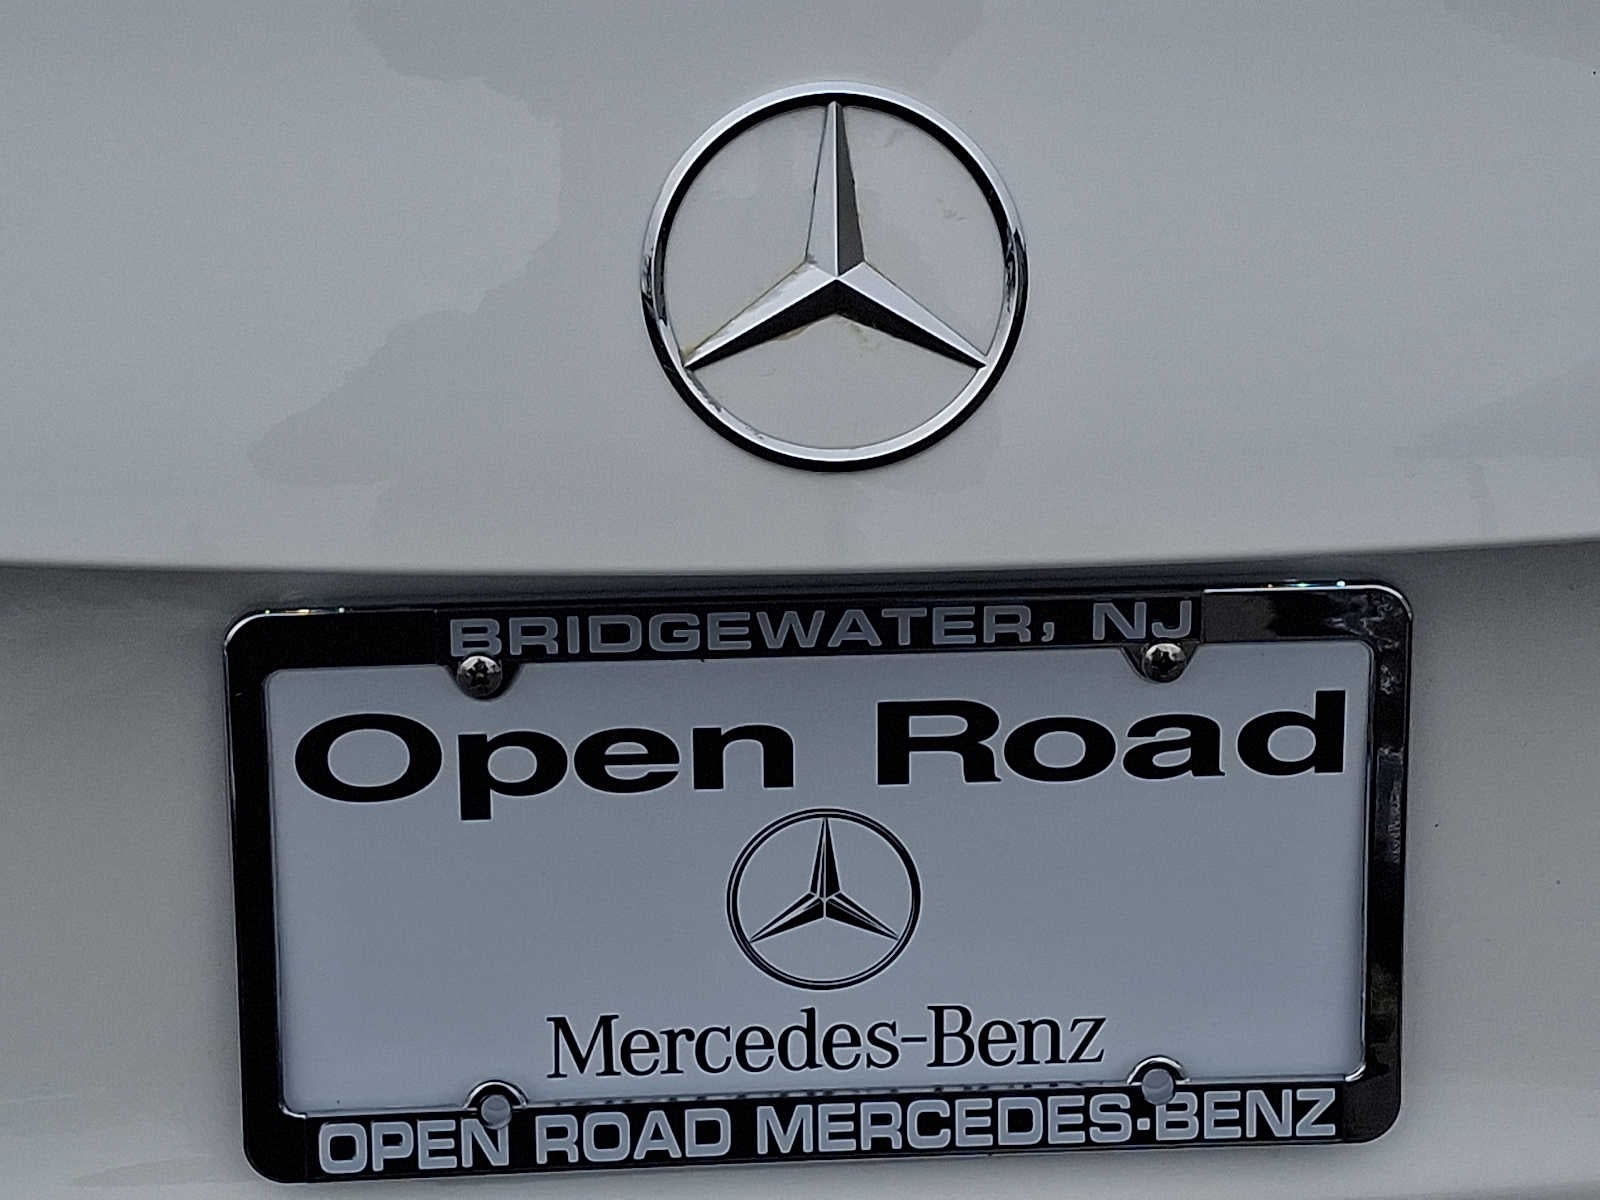 BRIDGEWATER, NJ
Open Road
Mercedes-Benz
OPEN ROAD MERCEDES-BENZ